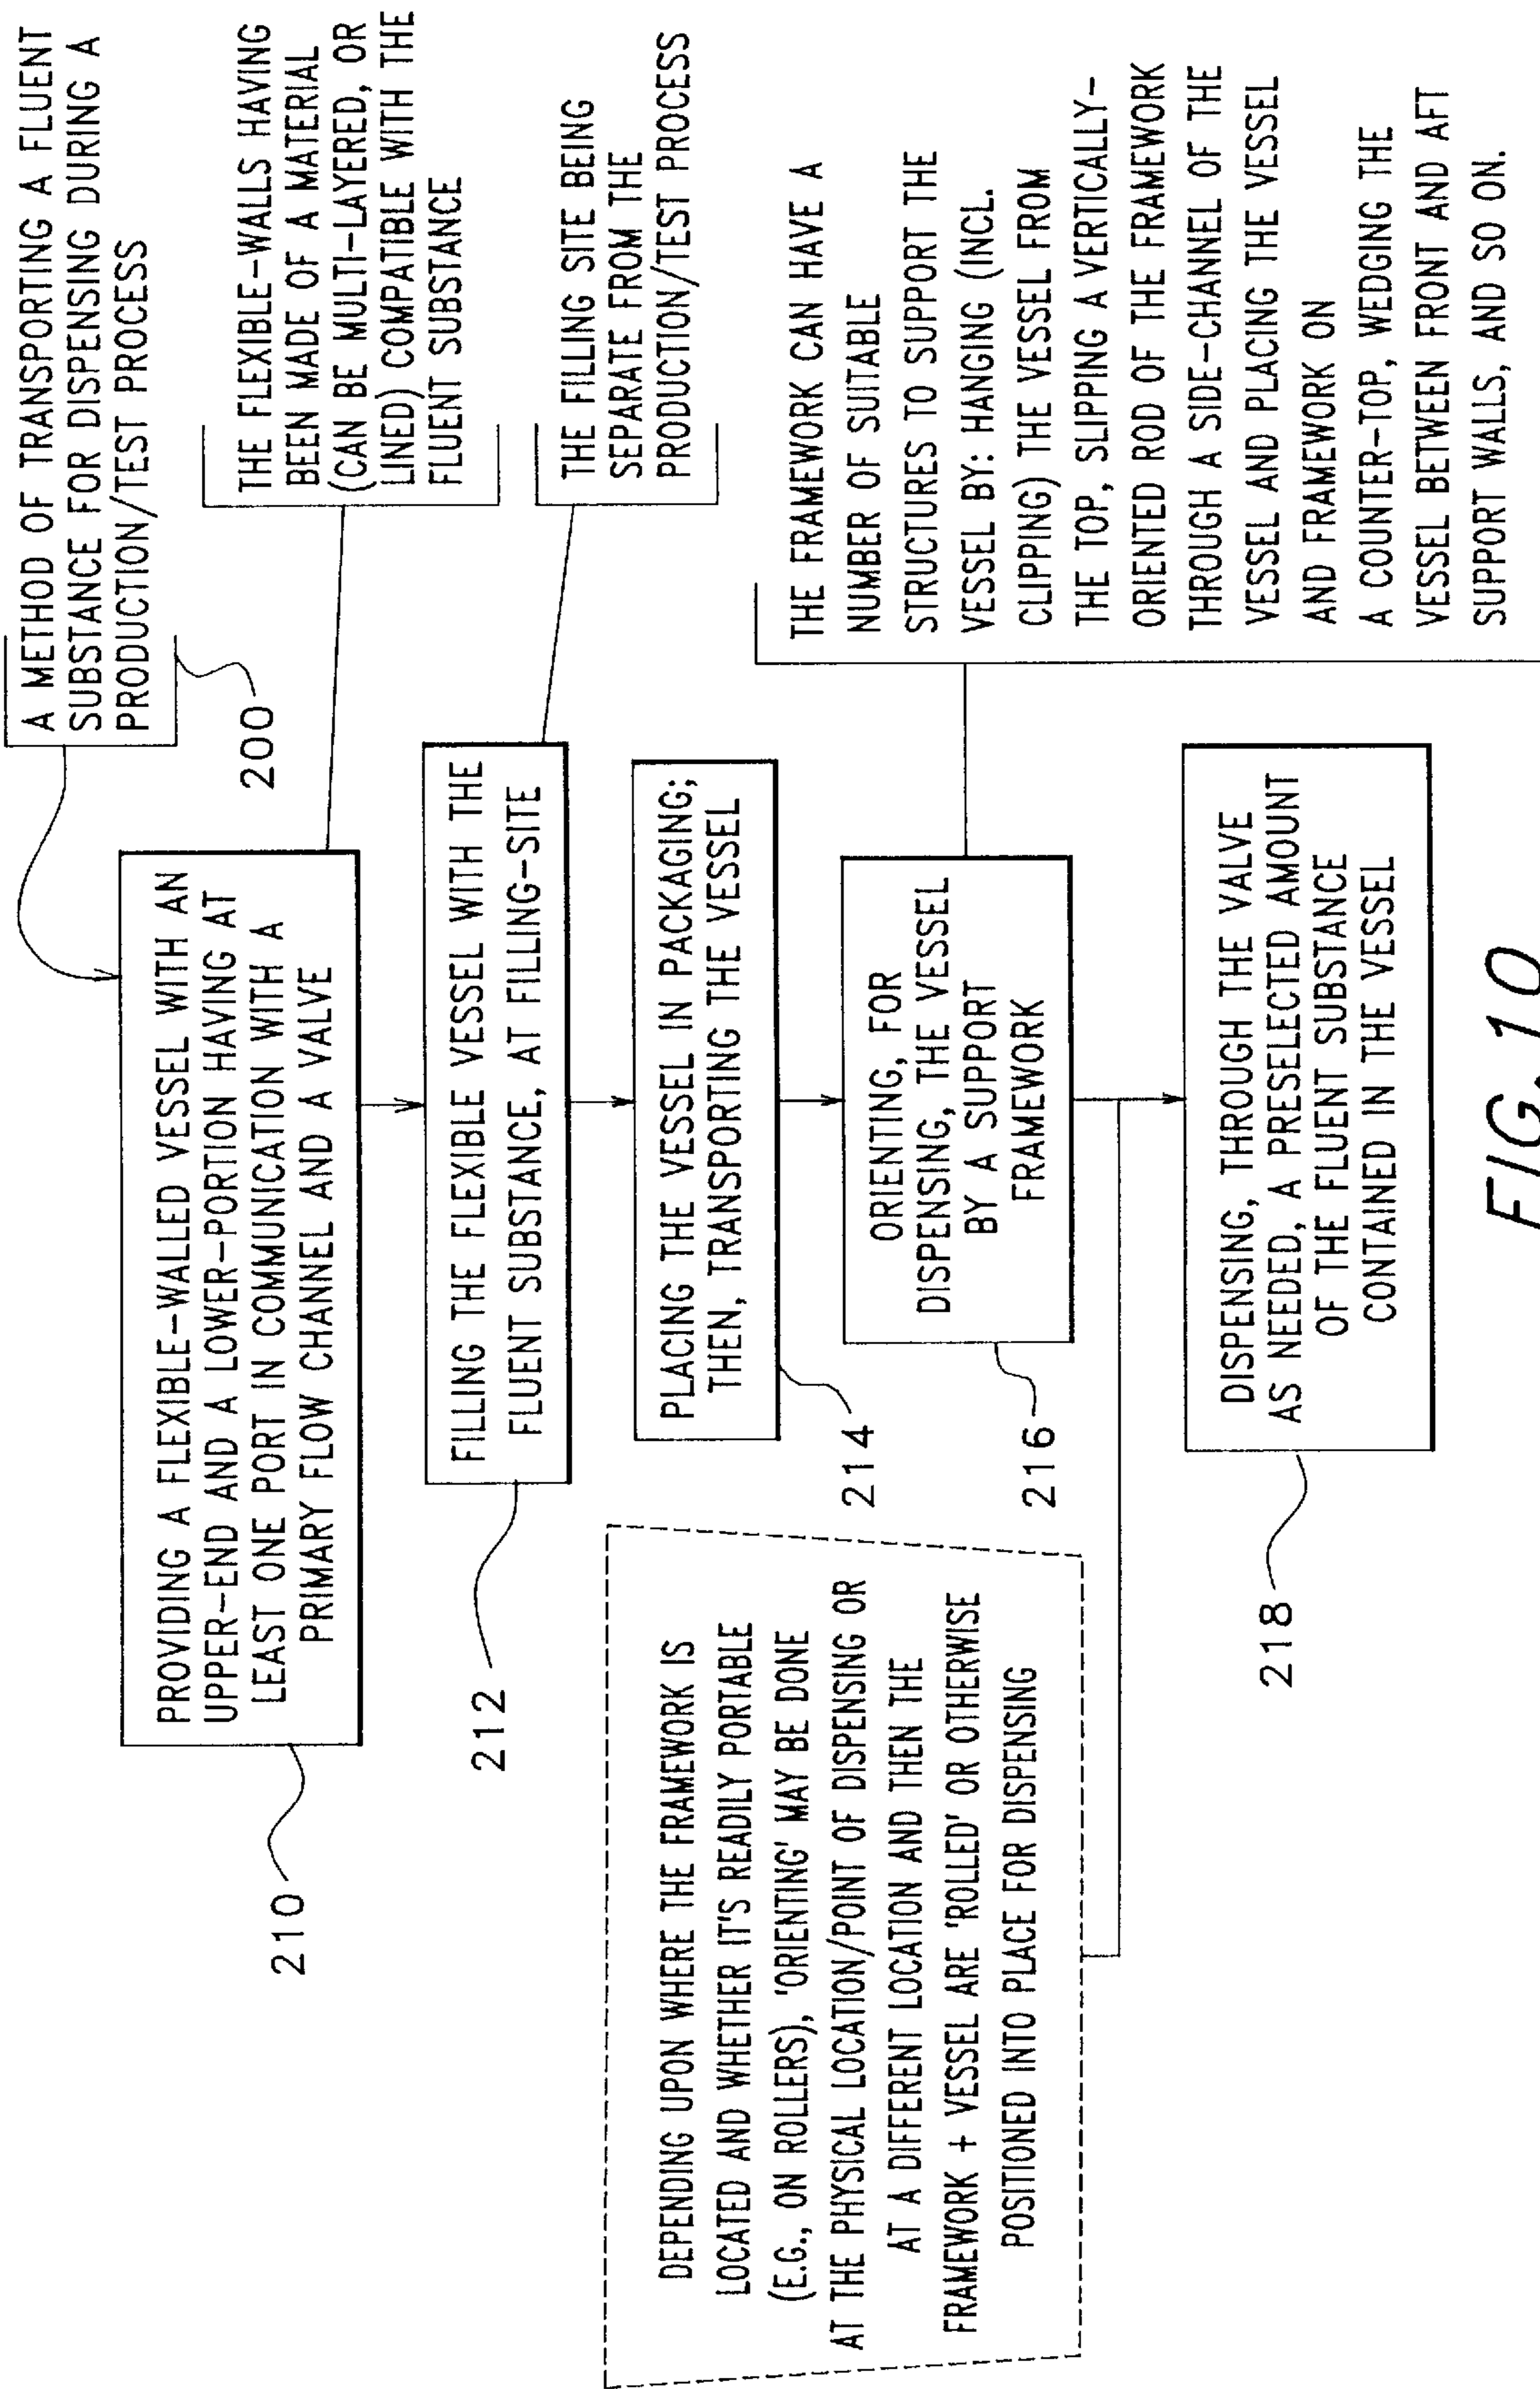 A METHOD OF TRANSPORTING A FLUENT
SUBSTANCE FOR DISPENSING DURING A
PRODUCTION/TEST PROCESS
200
PROVIDING A FLEXIBLE-WALLED VESSEL WITH AN
UPPER-END AND A LOWER-PORTION HAVING AT
LEAST ONE PORT IN COMMUNICATION WITH A
PRIMARY FLOW CHANNEL AND A VALVE
210
THE FLEXIBLE-WALLS HAVING
BEEN MADE OF A MATERIAL
(CAN BE MULTI-LAYERED, OR
LINED) COMPATIBLE WITH THE
FLUENT SUBSTANCE
FILLING THE FLEXIBLE VESSEL WITH THE
FLUENT SUBSTANCE, AT FILLING-SITE
212
THE FILLING SITE BEING
SEPARATE FROM THE
PRODUCTION/TEST PROCESS
PLACING THE VESSEL IN PACKAGING;
THEN, TRANSPORTING THE VESSEL
214
ORIENTING, FOR
DISPENSING, THE VESSEL
BY A SUPPORT
FRAMEWORK
216
THE FRAMEWORK CAN HAVE A
NUMBER OF SUITABLE
STRUCTURES TO SUPPORT THE
VESSEL BY: HANGING (INCL.
CLIPPING) THE VESSEL FROM
THE TOP, SLIPPING A VERTICALLY-
ORIENTED ROD OF THE FRAMEWORK
THROUGH A SIDE-CHANNEL OF THE
VESSEL AND PLACING THE VESSEL
AND FRAMEWORK ON
A COUNTER-TOP, WEDGING THE
VESSEL BETWEEN FRONT AND AFT
SUPPORT WALLS, AND SO ON.
DEPENDING UPON WHERE THE FRAMEWORK IS
LOCATED AND WHETHER IT'S READILY PORTABLE
(E.G., ON ROLLERS), 'ORIENTING' MAY BE DONE
AT THE PHYSICAL LOCATION/POINT OF DISPENSING OR
AT A DIFFERENT LOCATION AND THEN THE
FRAMEWORK + VESSEL ARE 'ROLLED' OR OTHERWISE
POSITIONED INTO PLACE FOR DISPENSING
DISPENSING, THROUGH THE VALVE
AS NEEDED, A PRESELECTED AMOUNT
OF THE FLUENT SUBSTANCE
CONTAINED IN THE VESSEL
218
FIG.10